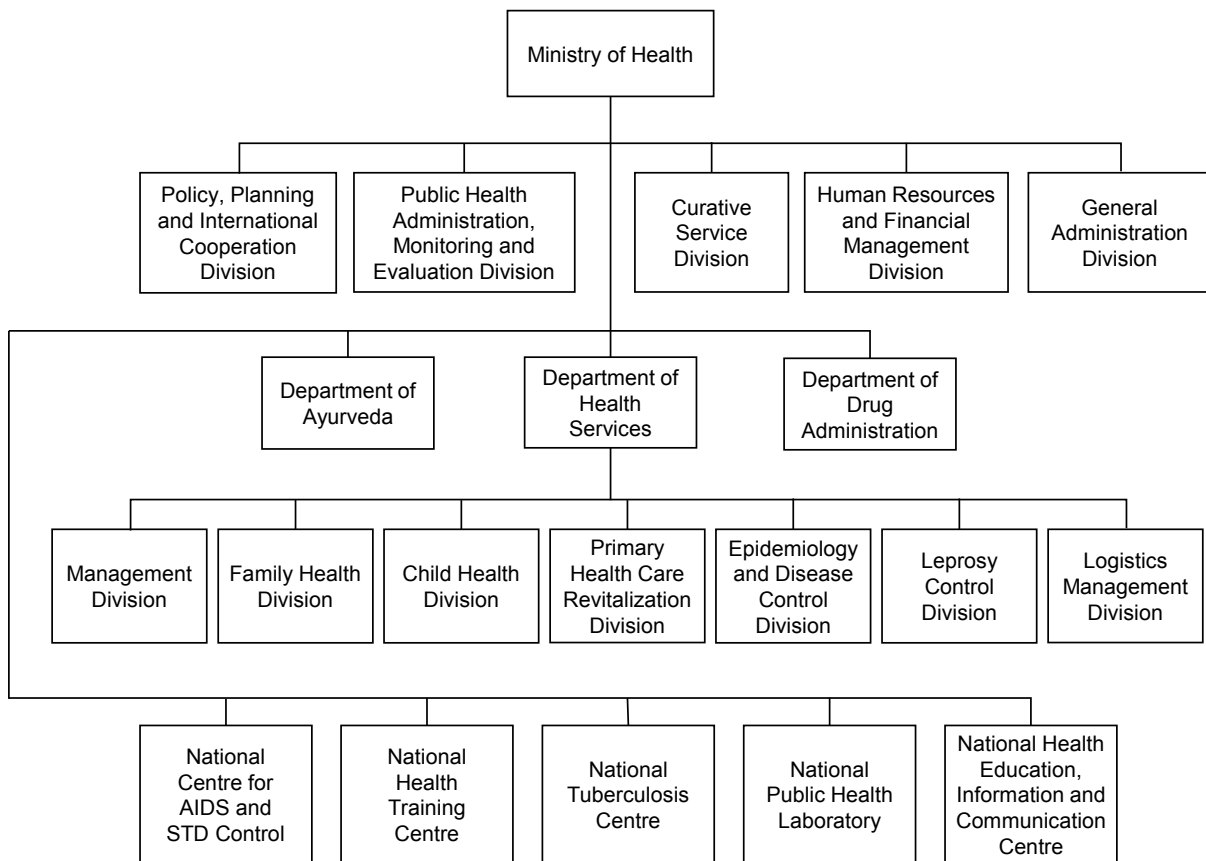 Ministry of Health
Policy, Planning
and International
Cooperation
Division
Public Health
Administration,
Monitoring and
Evaluation Division
Curative
Service
Division
Human Resources
and Financial
Management
Division
General
Administration
Division
Department of
Ayurveda
Department of
Health
Services
Department of
Drug
Administration
Management
Division
Family Health
Division
Child Health
Division
Primary
Health Care
Revitalization
Division
Epidemiology
and Disease
Control
Division
Leprosy
Control
Division
Logistics
Management
Division
National
Centre for
AIDS and
STD Control
National
Health
Training
Centre
National
Tuberculosis
Centre
National
Public Health
Laboratory
National Health
Education,
Information and
Communication
Centre